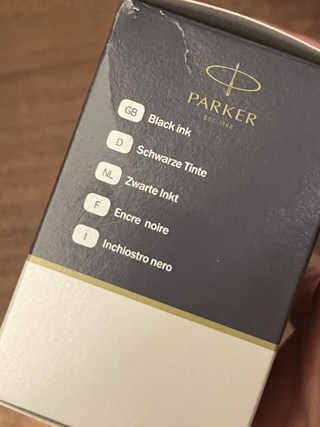 PARKER
EST. 1888
GB Black ink
D Schwarze Tinte
NL Zwarte Inkt
F Encre noire
I Inchiostro nero